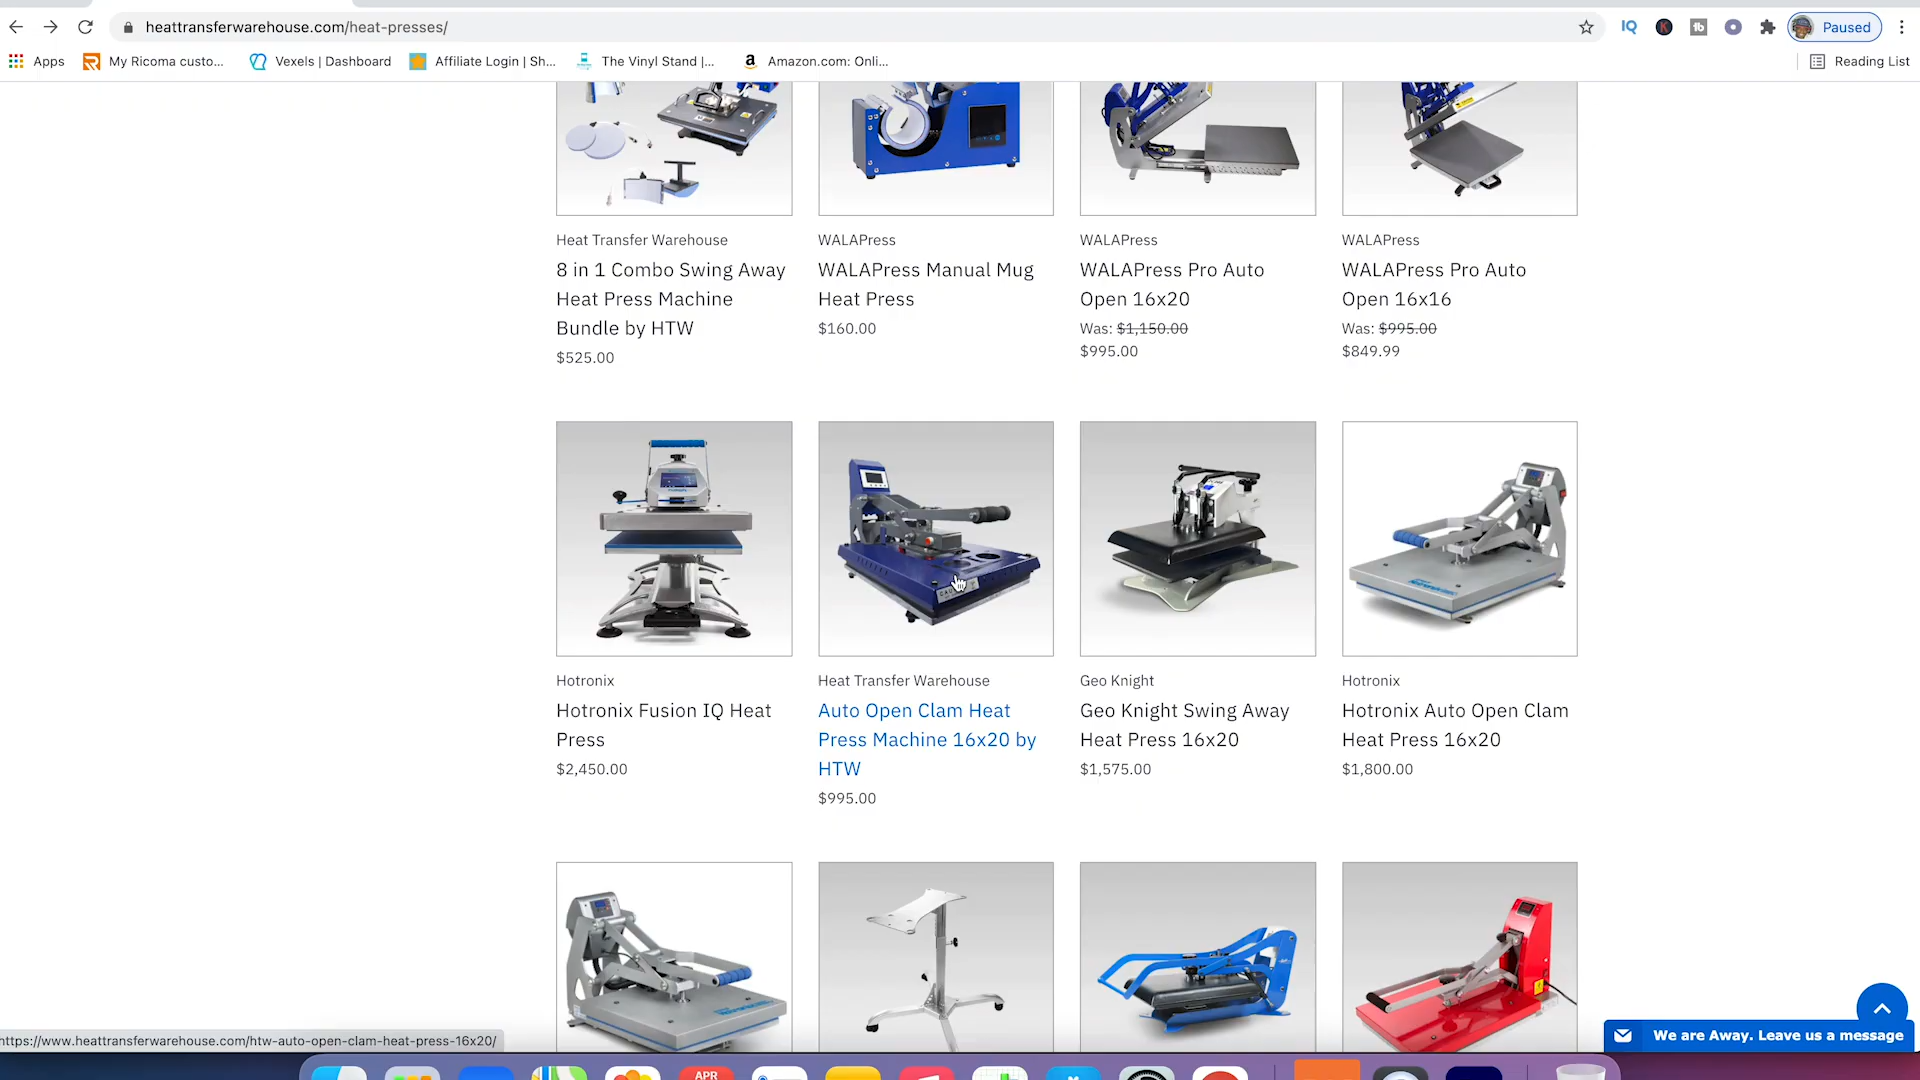 heattransferwarehouse.com/heat-presses/
IQ
K
tb
Paused
Apps
My Ricoma custo...
Vexels | Dashboard
Affiliate Login | Sh...
The Vinyl Stand |...
a
Amazon.com: Onli...
Reading List
Heat Transfer Warehouse
8 in 1 Combo Swing Away
Heat Press Machine
Bundle by HTW
$525.00
WALAPress
WALAPress Manual Mug
Heat Press
$160.00
WALAPress
WALAPress Pro Auto
Open 16x20
Was: $1,150.00
$995.00
WALAPress
WALAPress Pro Auto
Open 16x16
Was: $995.00
$849.99
Hotronix
Hotronix Fusion IQ Heat
Press
$2,450.00
Heat Transfer Warehouse
Auto Open Clam Heat
Press Machine 16x20 by
HTW
$995.00
Geo Knight
Geo Knight Swing Away
Heat Press 16x20
$1,575.00
Hotronix
Hotronix Auto Open Clam
Heat Press 16x20
$1,800.00
https://www.heattransferwarehouse.com/htw-auto-open-clam-heat-press-16x20/
We are Away. Leave us a message
APR